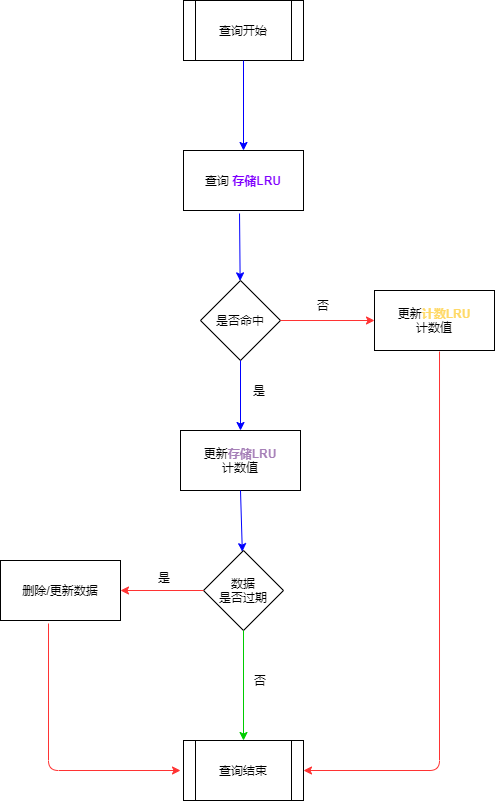 查询开始
查询 存储LRU
是否命中
否
更新计数LRU
计数值
是
更新存储LRU
计数值
数据
是否过期
是
删除/更新数据
否
查询结束